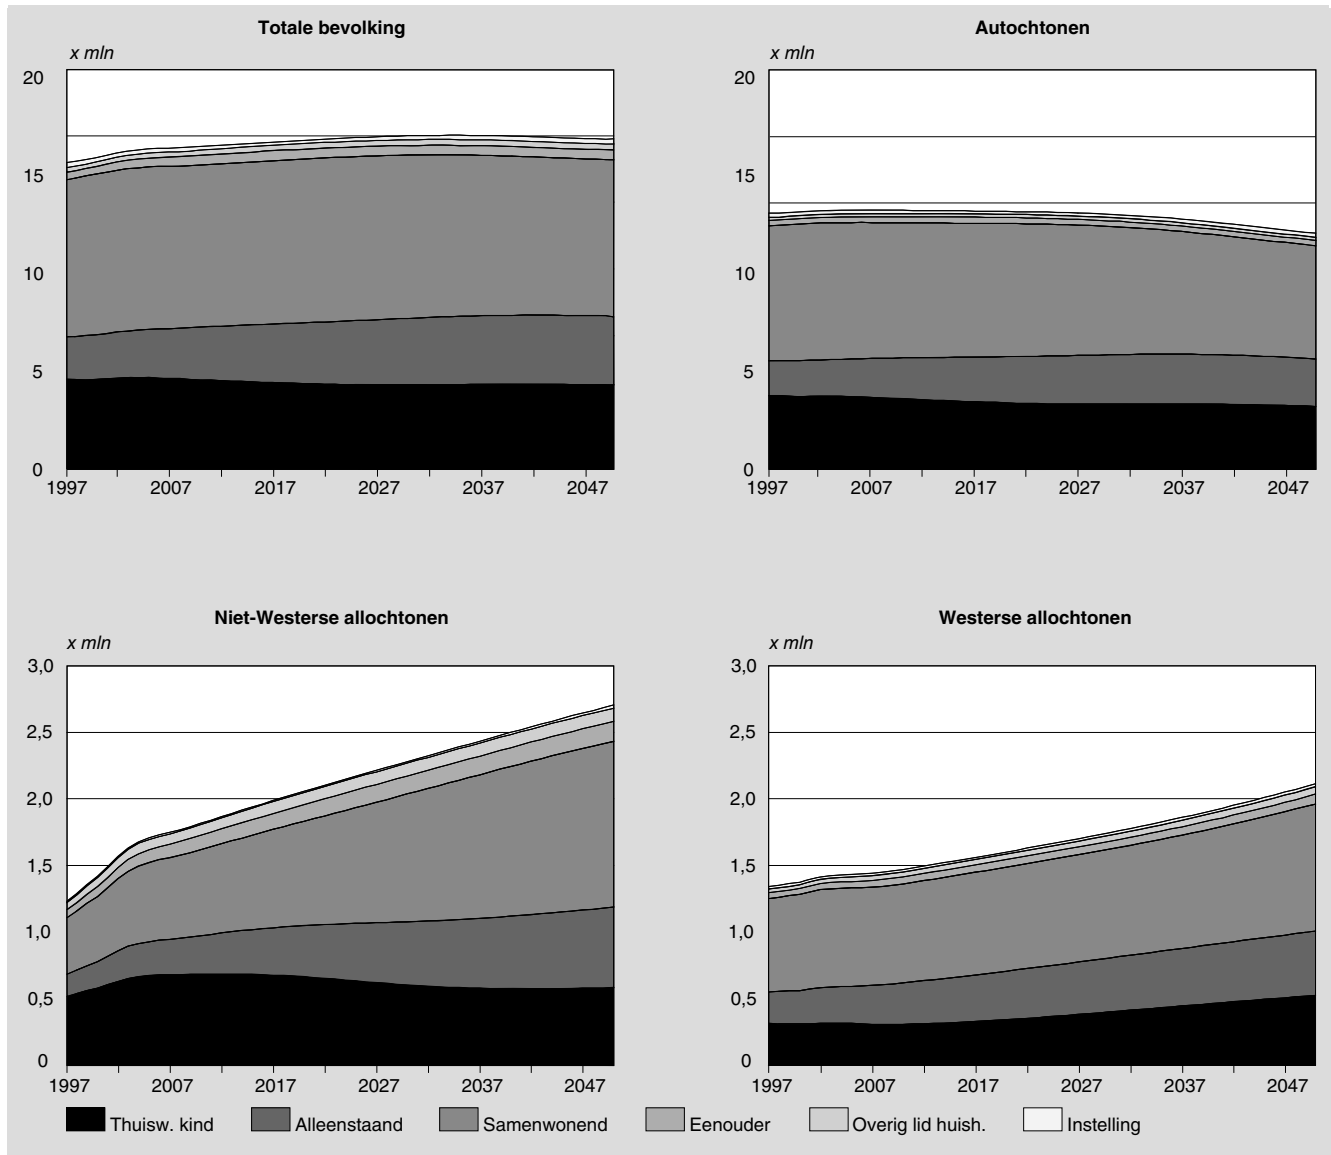 Totale bevolking
x mln
20
15
10
5
0
1997 2007 2017 2027 2037 2047
Autochtonen
x mln
20
15
10
5
0
1997 2007 2017 2027 2037 2047
Niet-Westerse allochtonen
x mln
3,0
2,5
2,0
1,5
1,0
0,5
0
1997 2007 2017 2027 2037 2047
Westerse allochtonen
x mln
3,0
2,5
2,0
1,5
1,0
0,5
0
1997 2007 2017 2027 2037 2047
Thuisw. kind Alleenstaand Samenwonend Eenouder Overig lid huish. Instelling